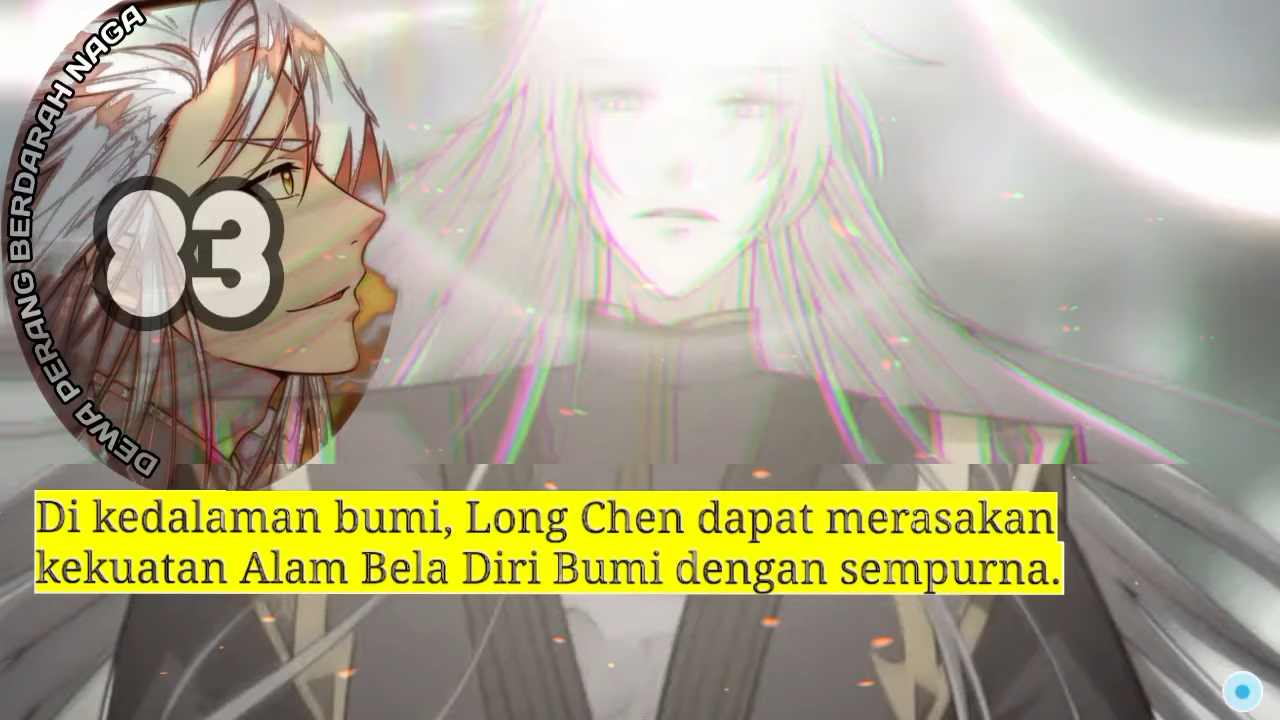 DEWA PERANG BERDARAH NAGA
83
Di kedalaman bumi, Long Chen dapat merasakan
kekuatan Alam Bela Diri Bumi dengan sempurna.